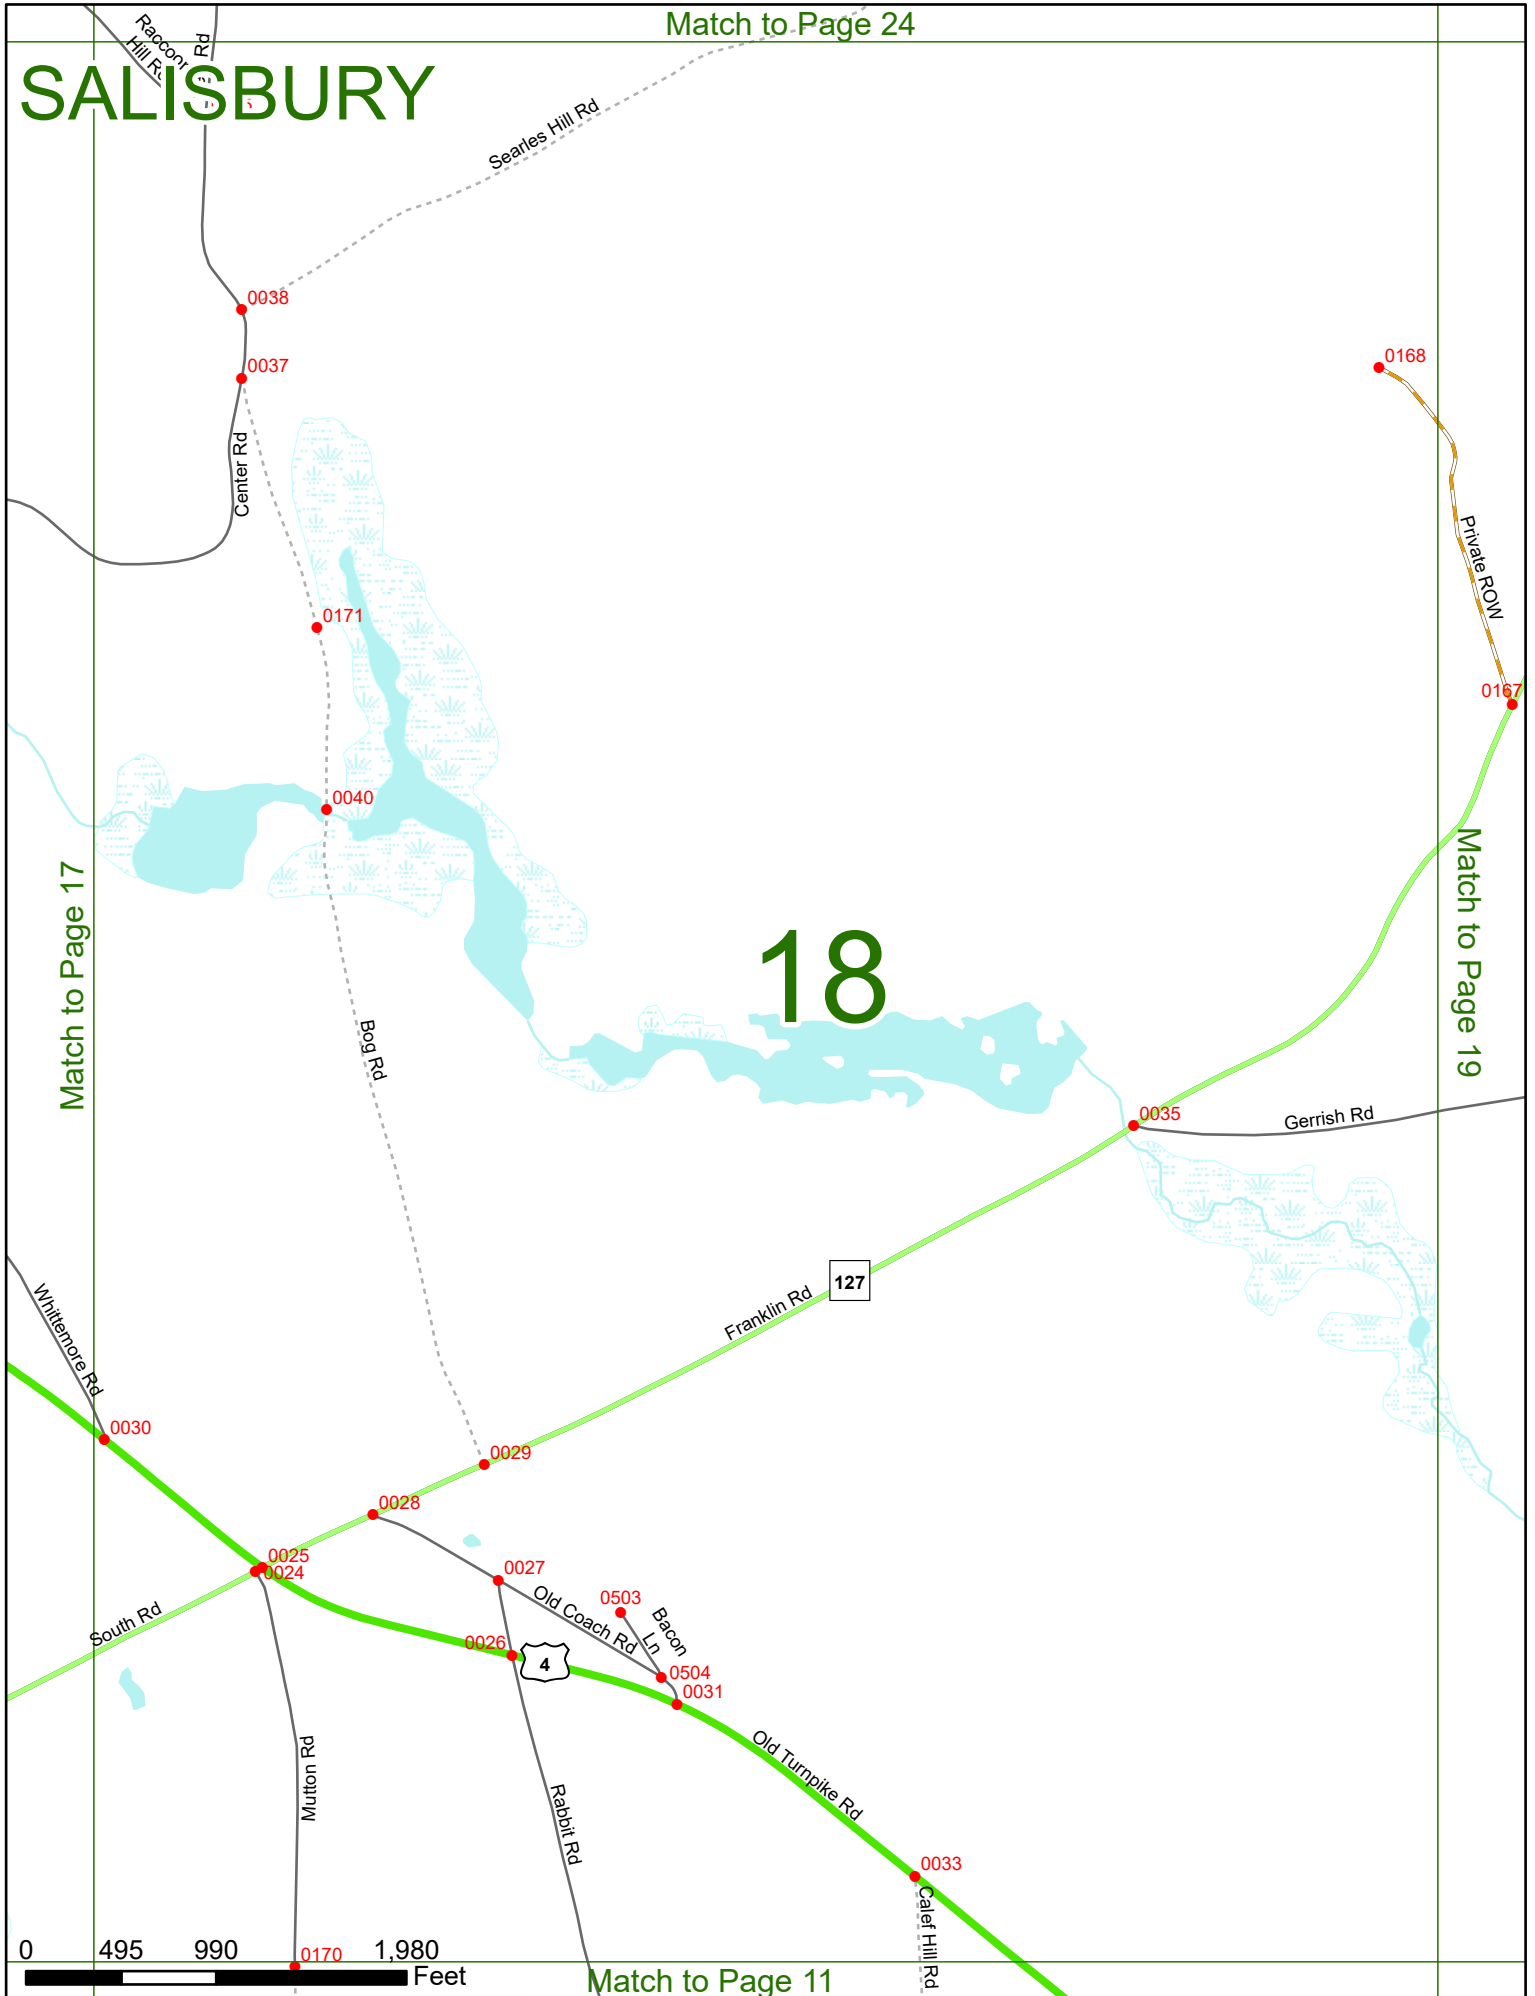 Match to Page 24
Raccoon
Hill Rd
Rd
SALISBURY
Searles Hill Rd
0038
0037
0168
Center Rd
Private ROW
0171
0167
0040
Match to Page 17
Match to Page 19
18
Bog Rd
0035
Gerrish Rd
127
Franklin Rd
Whittemore Rd
0030
0029
0028
0025
0024
0027
0503
Bacon
Ln
Old Coach Rd
South Rd
0026
4
0504
0031
Old Turnpike Rd
Mutton Rd
Rabbit Rd
0033
Calef Hill Rd
0 495 990 1,980
0170
Feet
Match to Page 11